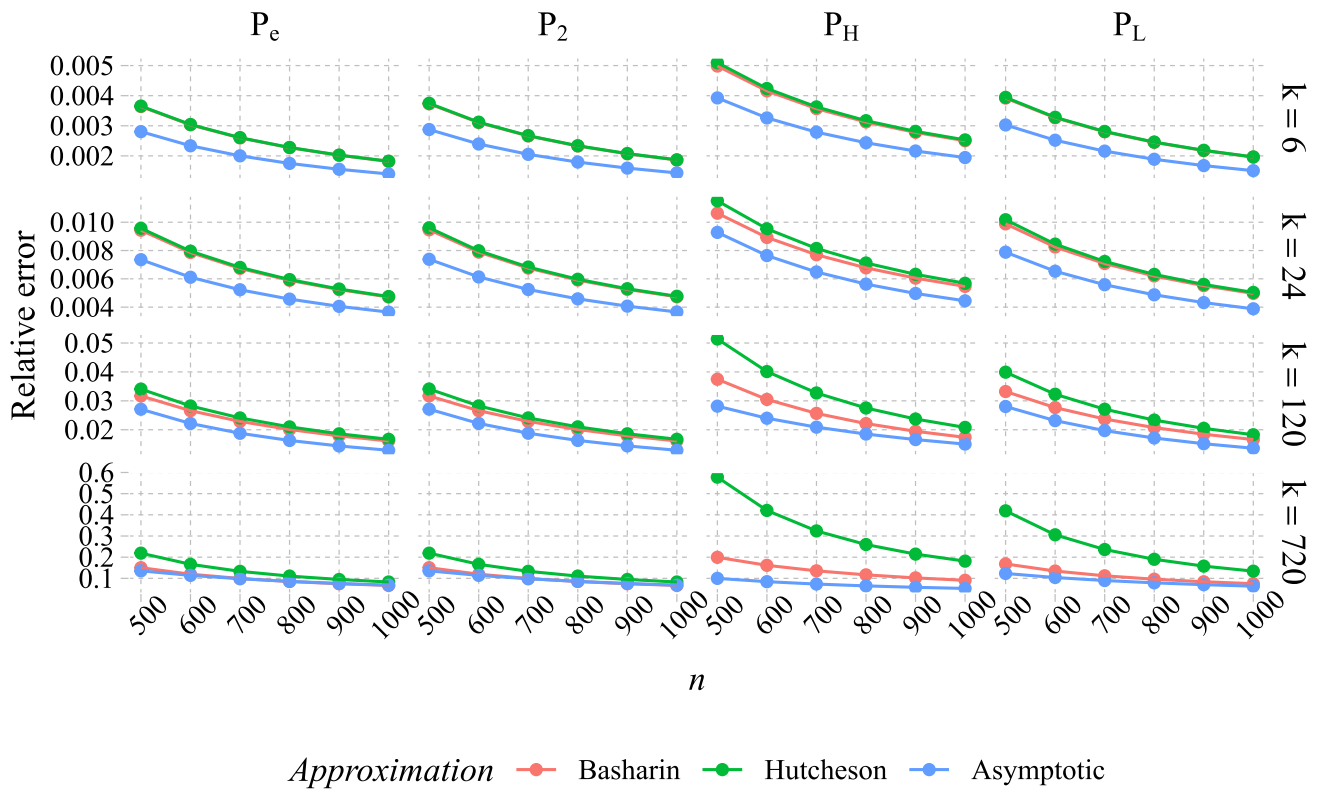 Pe P2 PH PL
Relative error
0.005
0.004
0.003
0.002
k = 6
0.010
0.008
0.006
0.004
k = 24
0.05
0.04
0.03
0.02
k = 120
0.6
0.5
0.4
0.3
0.2
0.1
k = 720
500 600 700 800 900 1000 500 600 700 800 900 1000 500 600 700 800 900 1000 500 600 700 800 900 1000
n
Approximation Basharin Hutcheson Asymptotic